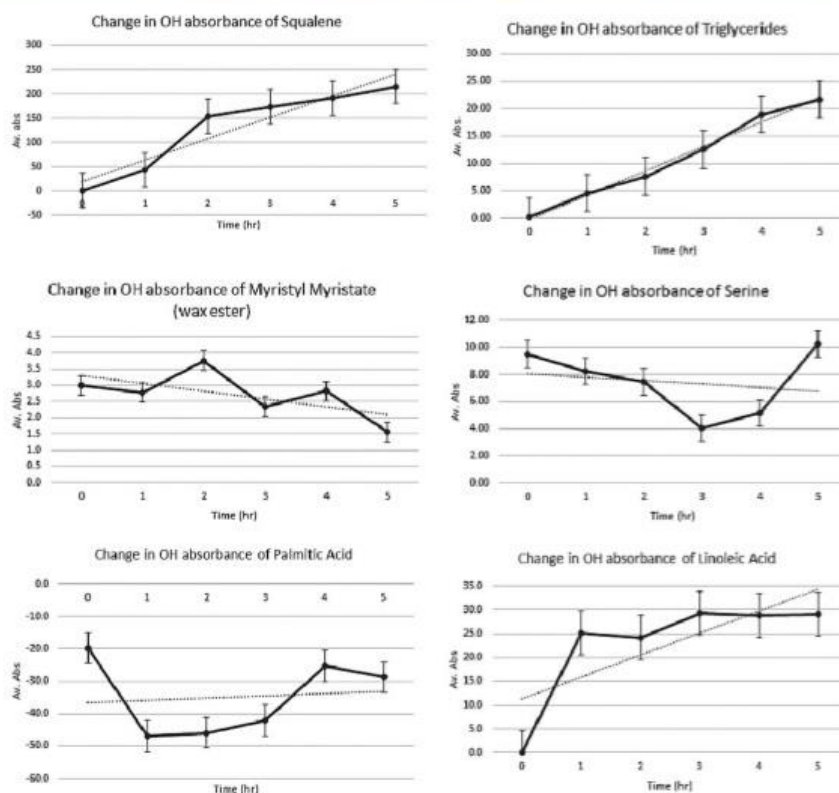 Change in OH absorbance of Squalene
300
250
200
150
100
50
0
-50
Av. abs
0 1 2 3 4 5
Time (hr)
Change in OH absorbance of Triglycerides
30.00
25.00
20.00
15.00
10.00
5.00
0.00
Av. Abs.
0 1 2 3 4 5
Time (hr)
Change in OH absorbance of Myristyl Myristate
(wax ester)
4.5
4.0
3.5
3.0
2.5
2.0
1.5
1.0
0.5
0.0
Av. Abs
0 1 2 3 4 5
Time (hr)
Change in OH absorbance of Serine
12.00
10.00
8.00
6.00
4.00
2.00
0.00
Av. Abs
0 1 2 3 4 5
Time (hr)
Change in OH absorbance of Palmitic Acid
0.0
-10.0
-20.0
-30.0
-40.0
-50.0
-60.0
Av. Abs
0 1 2 3 4 5
Time (hr)
Change in OH absorbance of Linoleic Acid
35.0
30.0
25.0
20.0
15.0
10.0
5.0
0.0
Av. Abs
0 1 2 3 4 5
Time (hr)